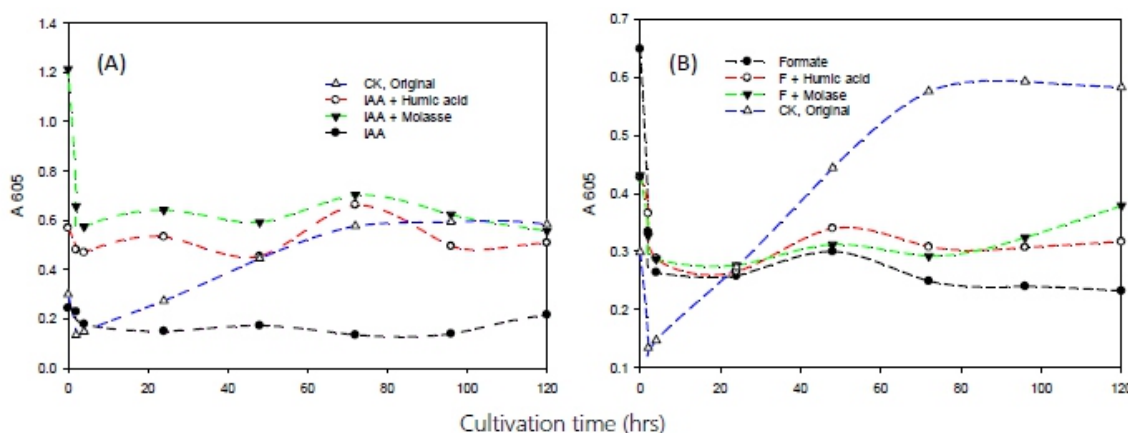 (A)
A 605
1.4
1.2
1.0
0.8
0.6
0.4
0.2
0.0
0 20 40 60 80 100 120
CK, Original
IAA + Humic acid
IAA + Molasse
IAA
(B)
A 605
0.7
0.6
0.5
0.4
0.3
0.2
0.1
0 20 40 60 80 100 120
Formate
F + Humic acid
F + Molase
CK, Original
Cultivation time (hrs)